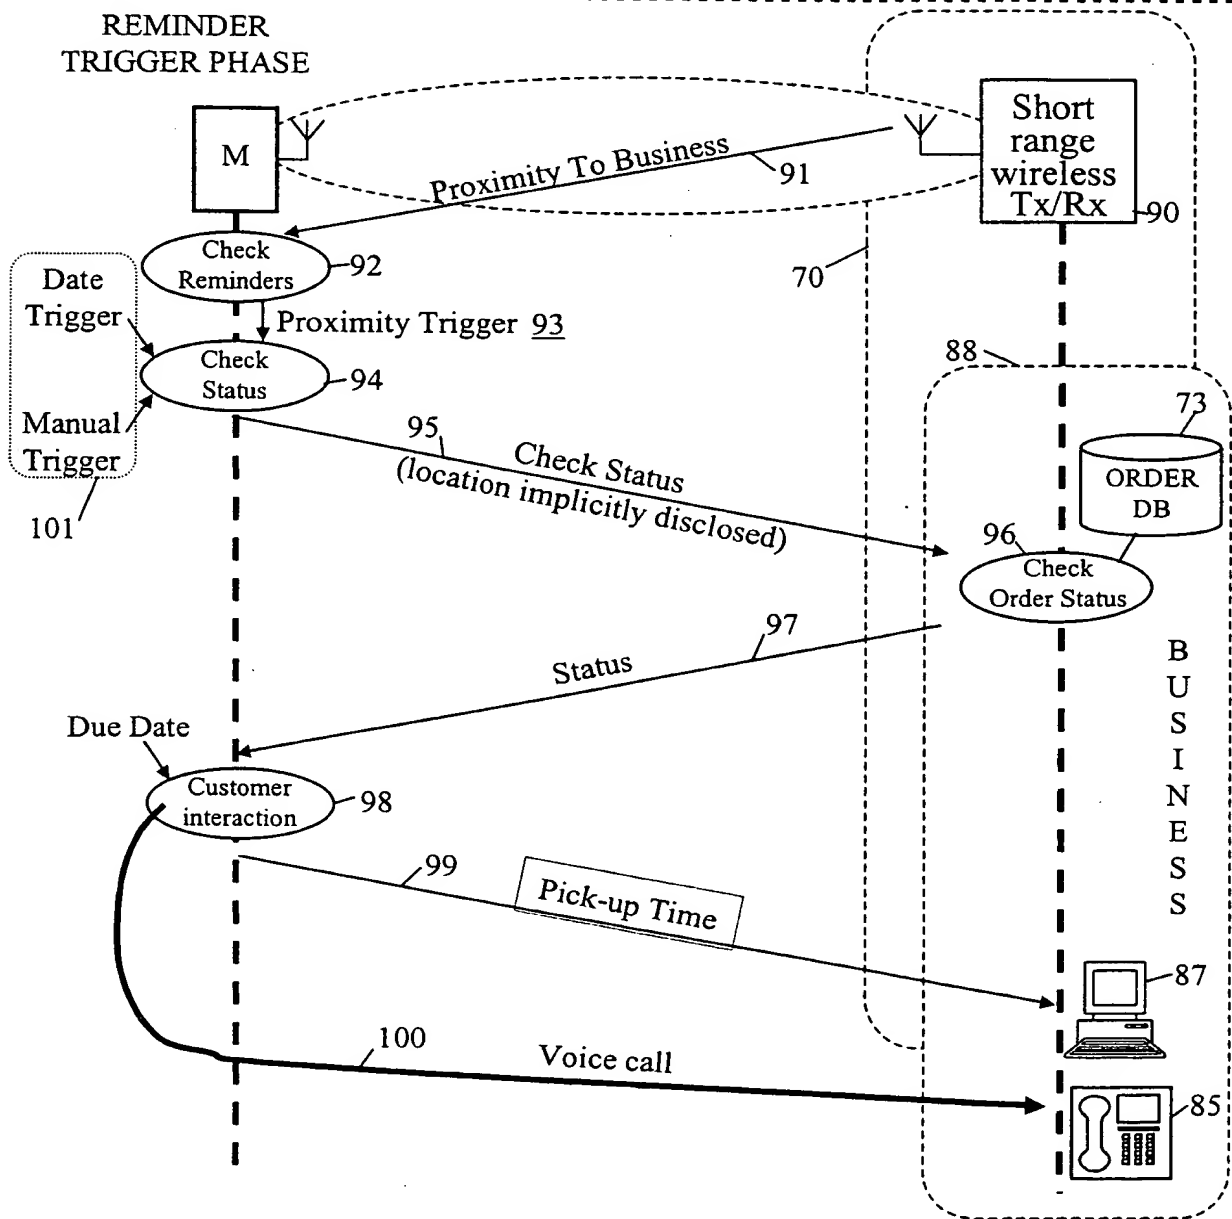 REMINDER
TRIGGER PHASE
M
Short
range
wireless
Tx/Rx
90
Proximity To Business
91
Check
Reminders
92
70
Date
Trigger
Proximity Trigger 93
88
Check
Status
94
73
Manual
Trigger
95
Check Status
(location implicitly disclosed)
ORDER
DB
101
96
Check
Order Status
97
Status
BUSINESS
Due Date
Customer
interaction
98
99
Pick-up Time
87
100
Voice call
85